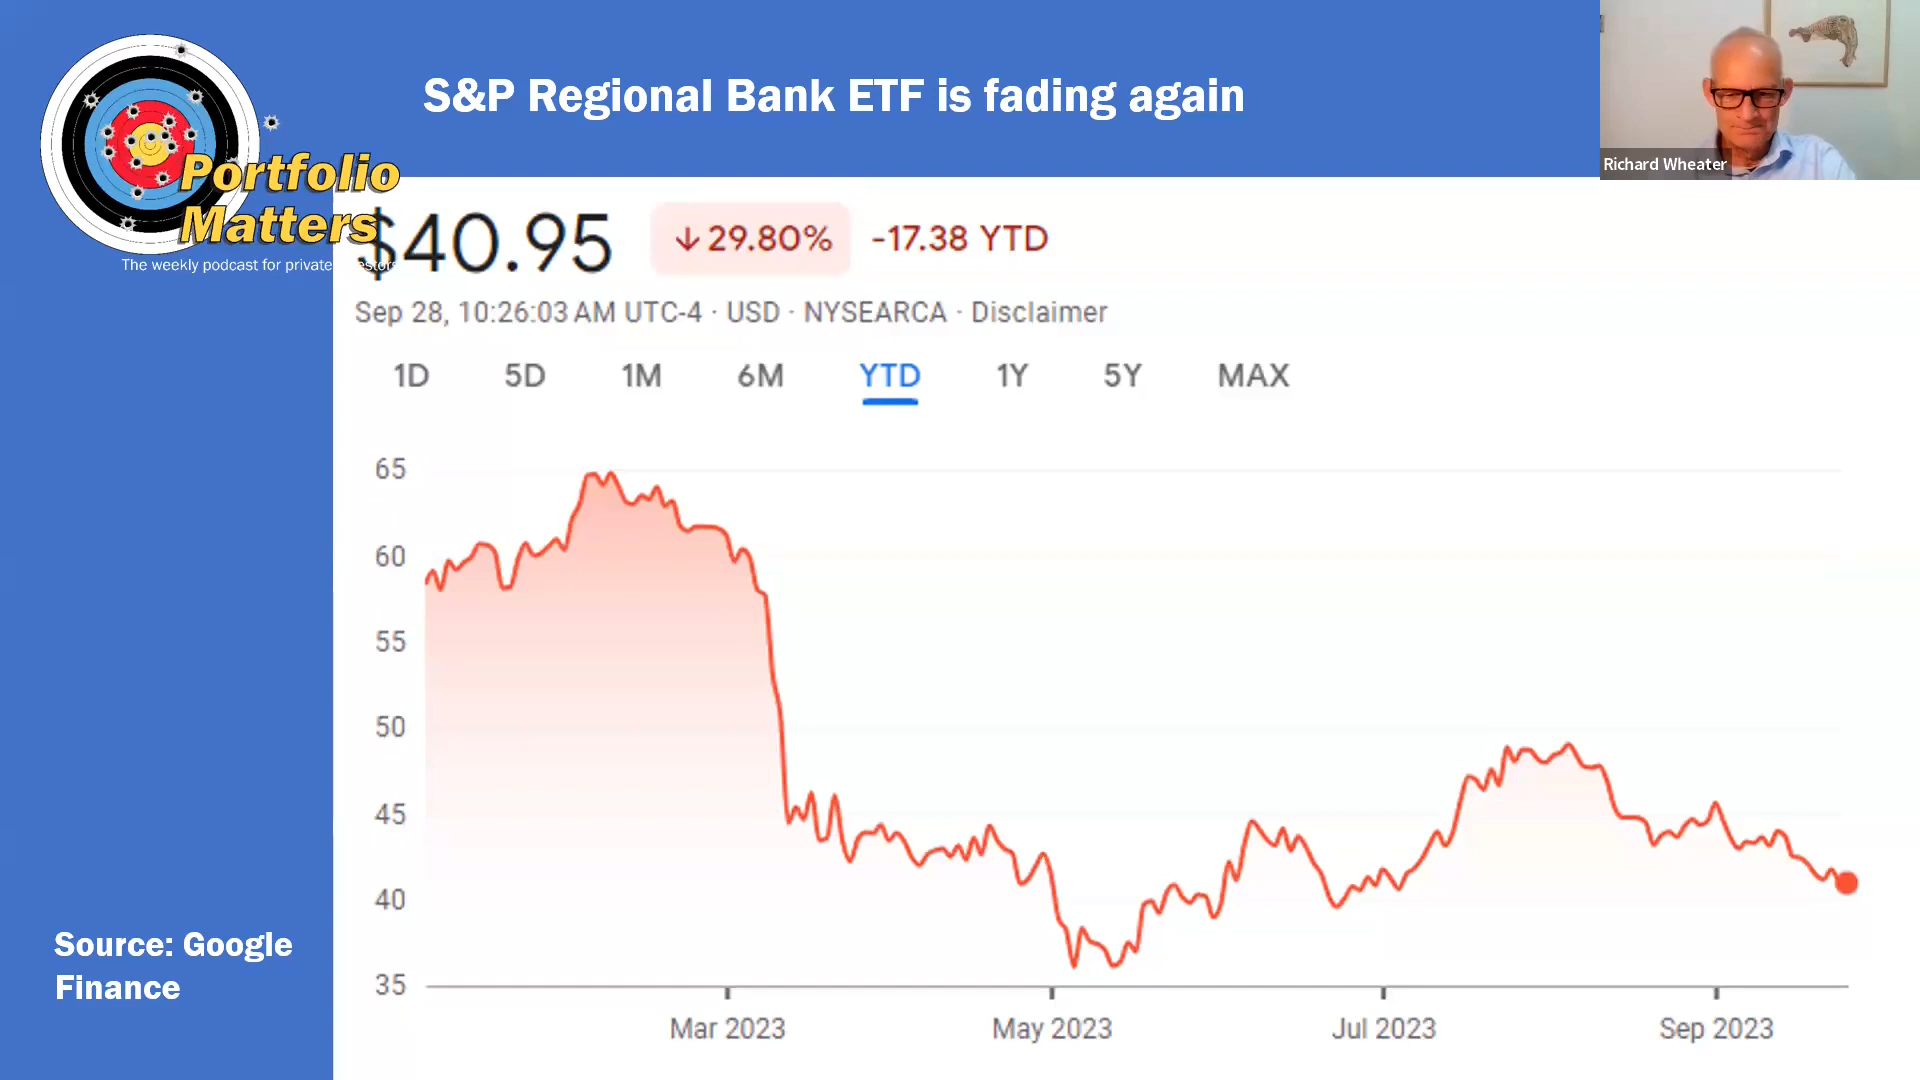 S&P Regional Bank ETF is fading again
Richard Wheater
Portfolio
Matters
The weekly podcast for private investors
$40.95
↓29.80%
-17.38 YTD
Sep 28, 10:26:03 AM UTC-4 · USD · NYSEARCA · Disclaimer
1D 5D 1M 6M YTD 1Y 5Y MAX
65
60
55
50
45
40
35
Mar 2023 May 2023 Jul 2023 Sep 2023
Source: Google
Finance